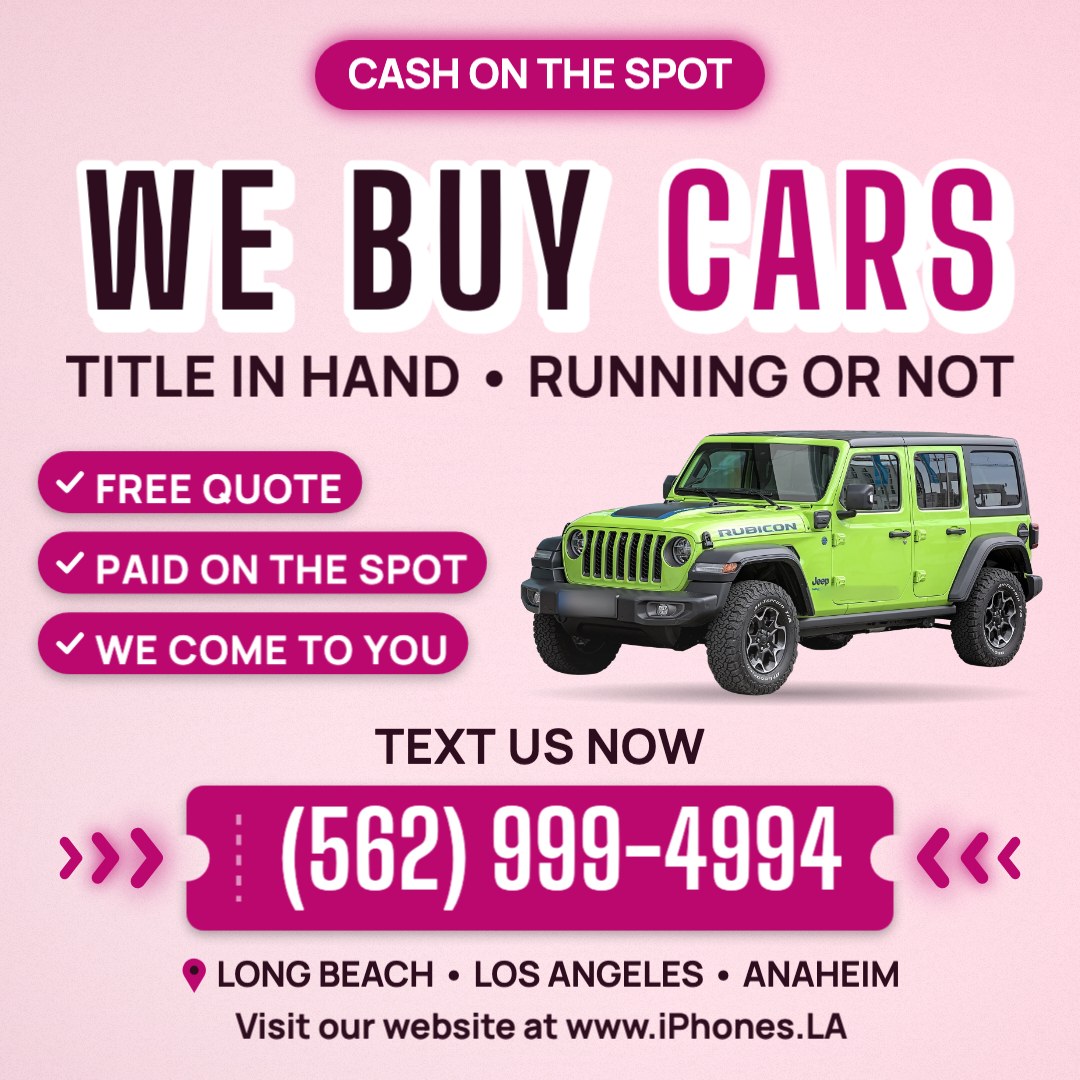 CASH ON THE SPOT
WE BUY CARS
TITLE IN HAND • RUNNING OR NOT
FREE QUOTE
PAID ON THE SPOT
WE COME TO YOU
RUBICON
Jeep
TEXT US NOW
(562) 999-4994
LONG BEACH • LOS ANGELES • ANAHEIM
Visit our website at www.iPhones.LA